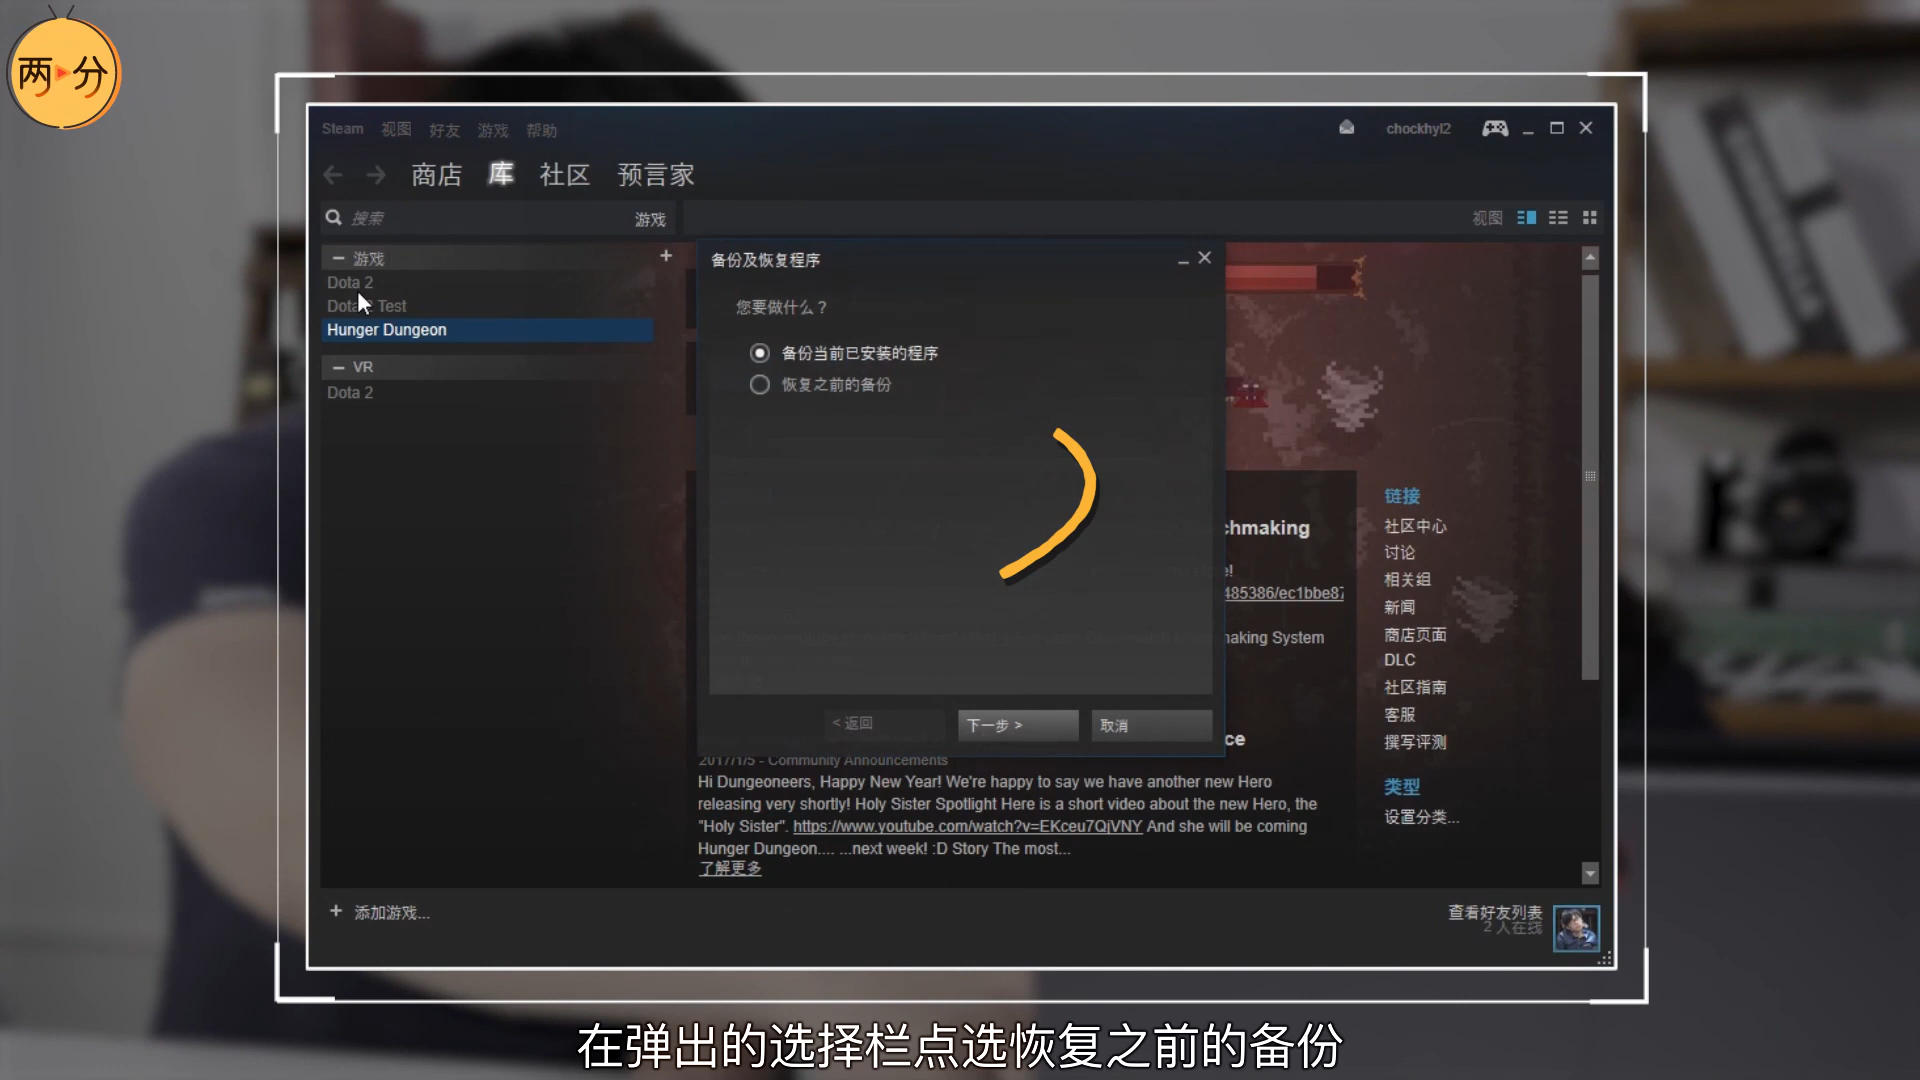 两分
Steam 视图 好友 游戏 帮助
chockhyl2
商店 库 社区 预言家
搜索 游戏
视图
− 游戏 +
Dota 2
Dota 2 Test
Hunger Dungeon
− VR
Dota 2
备份及恢复程序
您要做什么？
备份当前已安装的程序
恢复之前的备份
< 返回 下一步 > 取消
chmaking
e!
485386/ec1bbe87
naking System
ce
2017/1/5 - Community Announcements
Hi Dungeoneers, Happy New Year! We're happy to say we have another new Hero
releasing very shortly! Holy Sister Spotlight Here is a short video about the new Hero, the
"Holy Sister". https://www.youtube.com/watch?v=EKceu7QjVNY And she will be coming
Hunger Dungeon.... ...next week! :D Story The most...
了解更多
链接
社区中心
讨论
相关组
新闻
商店页面
DLC
社区指南
客服
撰写评测
类型
设置分类...
+ 添加游戏...
查看好友列表
2 人在线
在弹出的选择栏点选恢复之前的备份